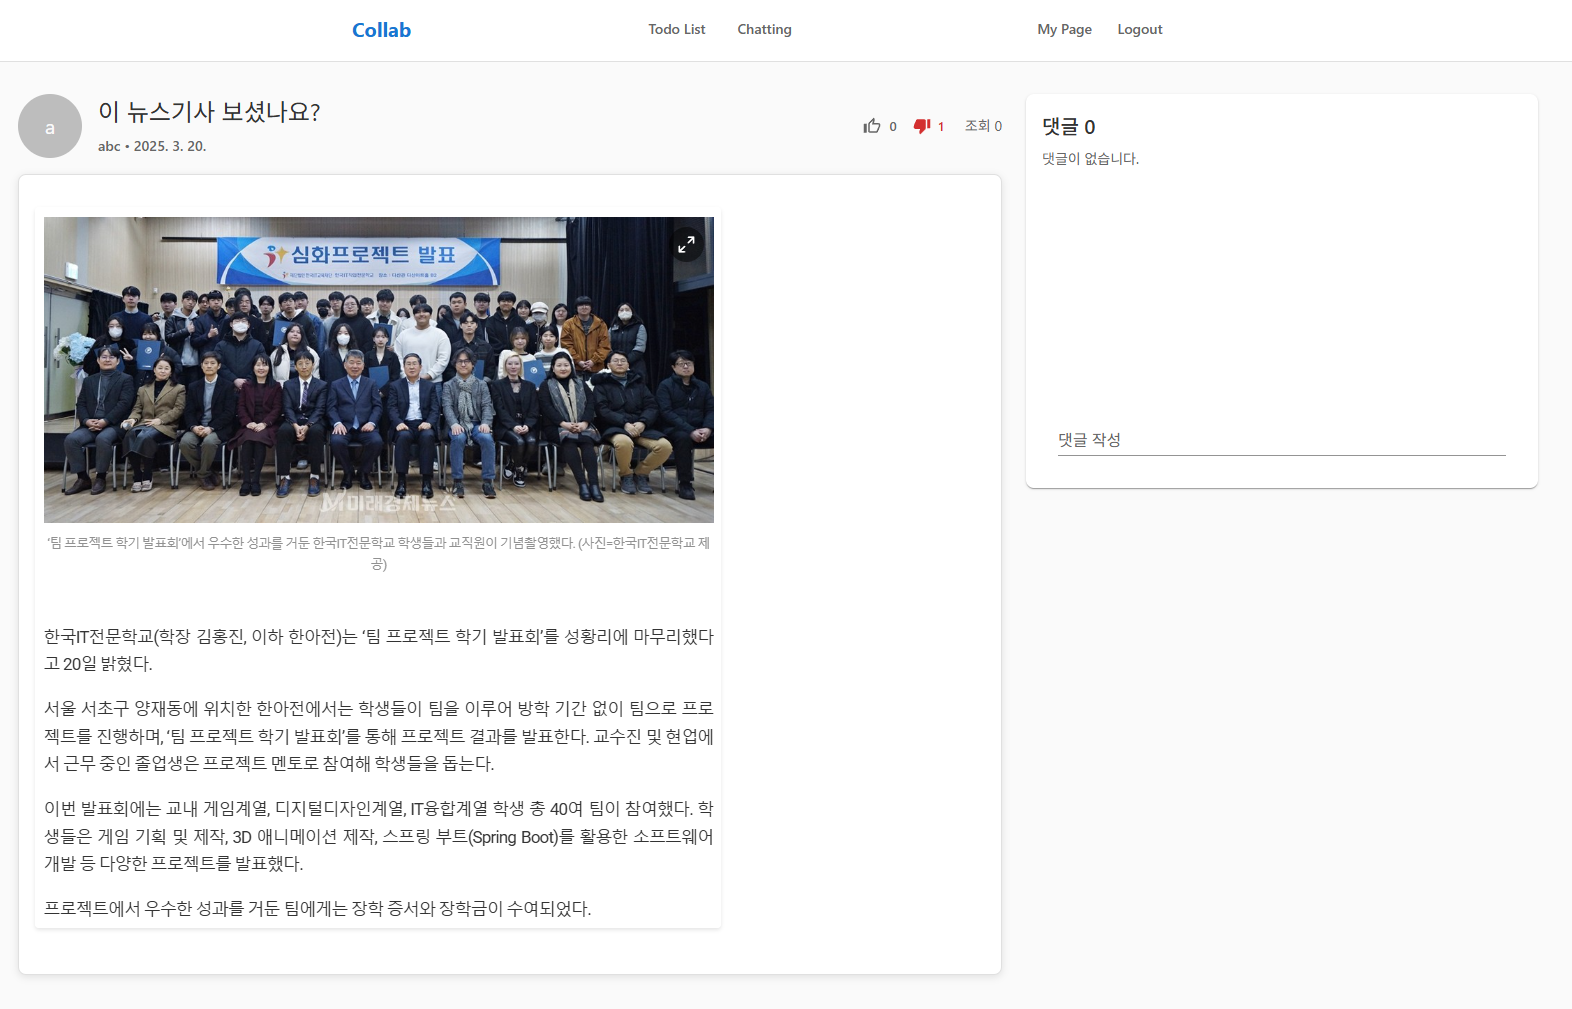 Collab
Todo List
Chatting
My Page
Logout
a
이 뉴스기사 보셨나요?
abc • 2025. 3. 20.
0
1
조회 0
심화프로젝트 발표
미래경제뉴스
'팀 프로젝트 학기 발표회'에서 우수한 성과를 거둔 한국IT전문학교 학생들과 교직원이 기념촬영했다. (사진=한국IT전문학교 제
공)
한국IT전문학교(학장 김홍진, 이하 한아전)는 '팀 프로젝트 학기 발표회'를 성황리에 마무리했다
고 20일 밝혔다.
서울 서초구 양재동에 위치한 한아전에서는 학생들이 팀을 이루어 방학 기간 없이 팀으로 프로
젝트를 진행하며, '팀 프로젝트 학기 발표회'를 통해 프로젝트 결과를 발표한다. 교수진 및 현업에
서 근무 중인 졸업생은 프로젝트 멘토로 참여해 학생들을 돕는다.
이번 발표회에는 교내 게임계열, 디지털디자인계열, IT융합계열 학생 총 40여 팀이 참여했다. 학
생들은 게임 기획 및 제작, 3D 애니메이션 제작, 스프링 부트(Spring Boot)를 활용한 소프트웨어
개발 등 다양한 프로젝트를 발표했다.
프로젝트에서 우수한 성과를 거둔 팀에게는 장학 증서와 장학금이 수여되었다.
댓글 0
댓글이 없습니다.
댓글 작성